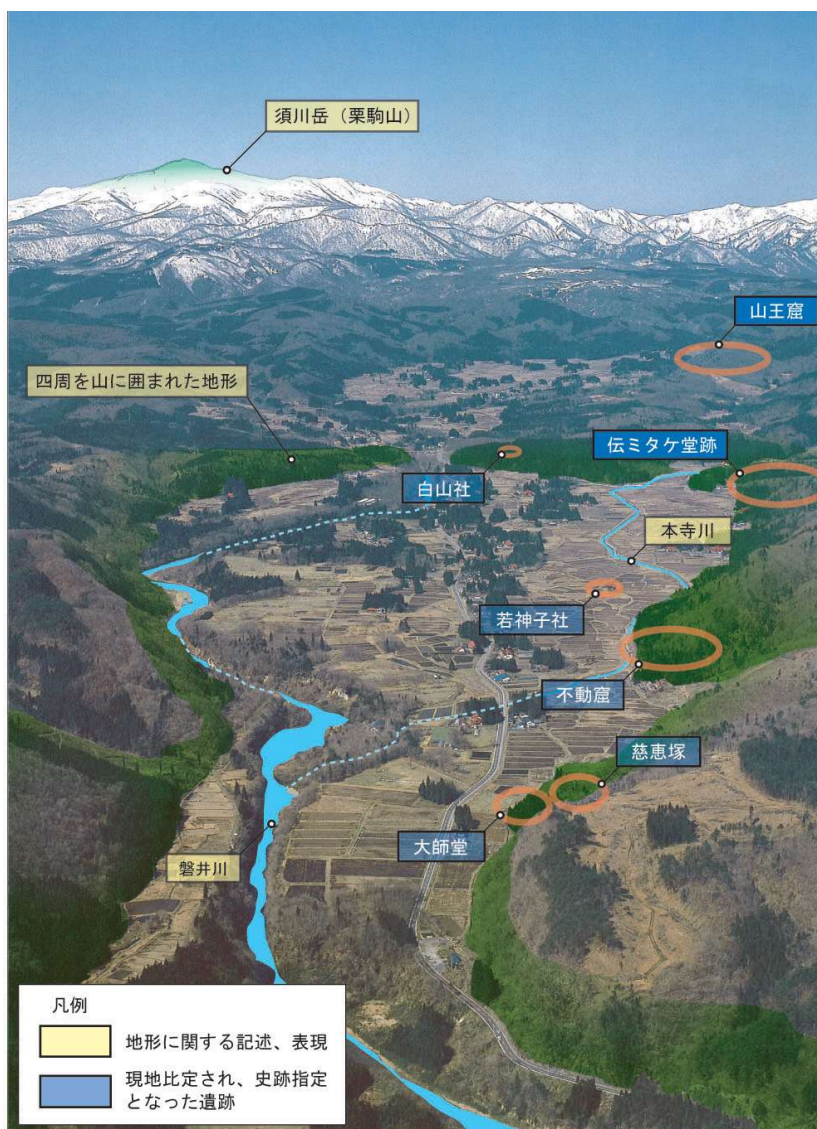 須川岳（栗駒山）
山王窟
四周を山に囲まれた地形
伝ミタケ堂跡
白山社
本寺川
若神子社
不動窟
慈恵塚
大師堂
磐井川
凡例
地形に関する記述、表現
現地比定され、史跡指定
となった遺跡